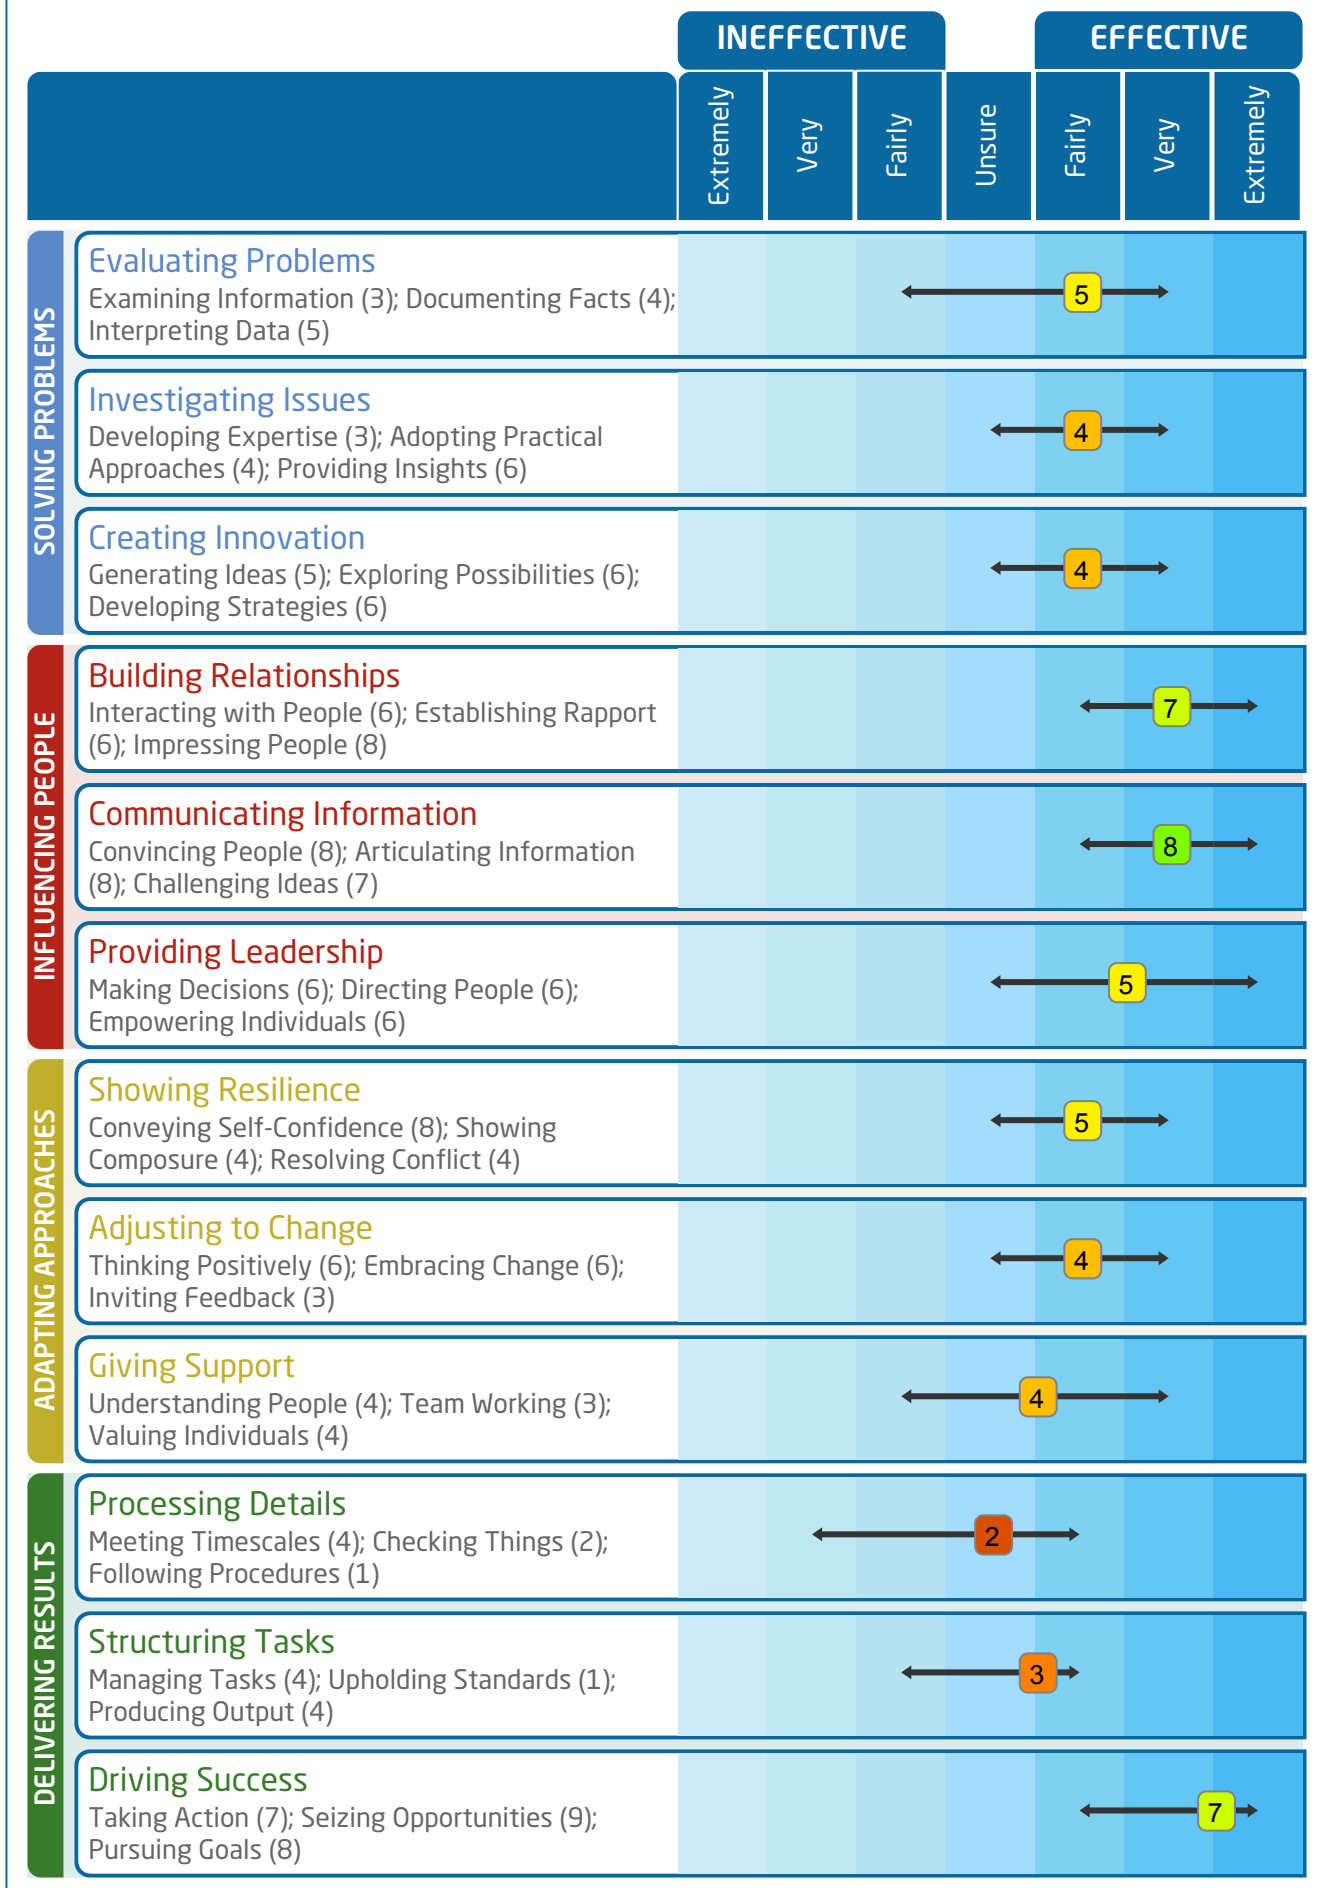 INEFFECTIVE
EFFECTIVE
Extremely
Very
Fairly
Unsure
Fairly
Very
Extremely
SOLVING PROBLEMS
Evaluating Problems
Examining Information (3); Documenting Facts (4);
Interpreting Data (5)
5
Investigating Issues
Developing Expertise (3); Adopting Practical
Approaches (4); Providing Insights (6)
4
Creating Innovation
Generating Ideas (5); Exploring Possibilities (6);
Developing Strategies (6)
4
INFLUENCING PEOPLE
Building Relationships
Interacting with People (6); Establishing Rapport
(6); Impressing People (8)
7
Communicating Information
Convincing People (8); Articulating Information
(8); Challenging Ideas (7)
8
Providing Leadership
Making Decisions (6); Directing People (6);
Empowering Individuals (6)
5
ADAPTING APPROACHES
Showing Resilience
Conveying Self-Confidence (8); Showing
Composure (4); Resolving Conflict (4)
5
Adjusting to Change
Thinking Positively (6); Embracing Change (6);
Inviting Feedback (3)
4
Giving Support
Understanding People (4); Team Working (3);
Valuing Individuals (4)
4
DELIVERING RESULTS
Processing Details
Meeting Timescales (4); Checking Things (2);
Following Procedures (1)
2
Structuring Tasks
Managing Tasks (4); Upholding Standards (1);
Producing Output (4)
3
Driving Success
Taking Action (7); Seizing Opportunities (9);
Pursuing Goals (8)
7